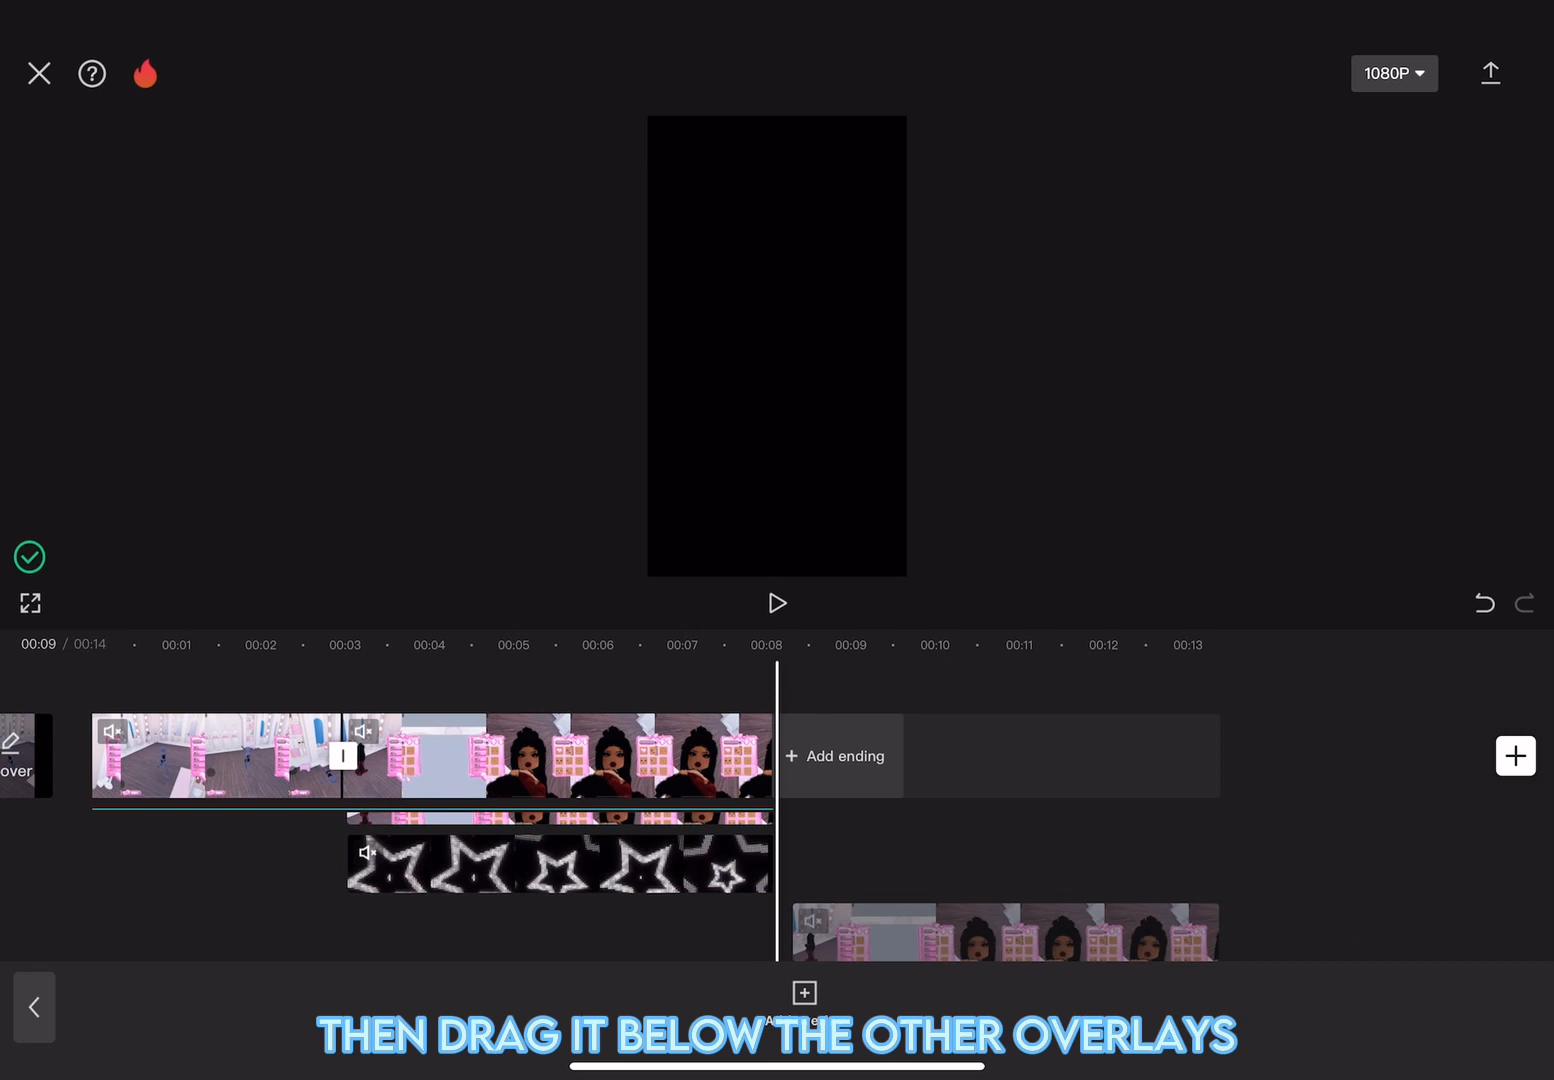 1080P
00:09 / 00:14
00:01
00:02
00:03
00:04
00:05
00:06
00:07
00:08
00:09
00:10
00:11
00:12
00:13
over
+ Add ending
THEN DRAG IT BELOW THE OTHER OVERLAYS